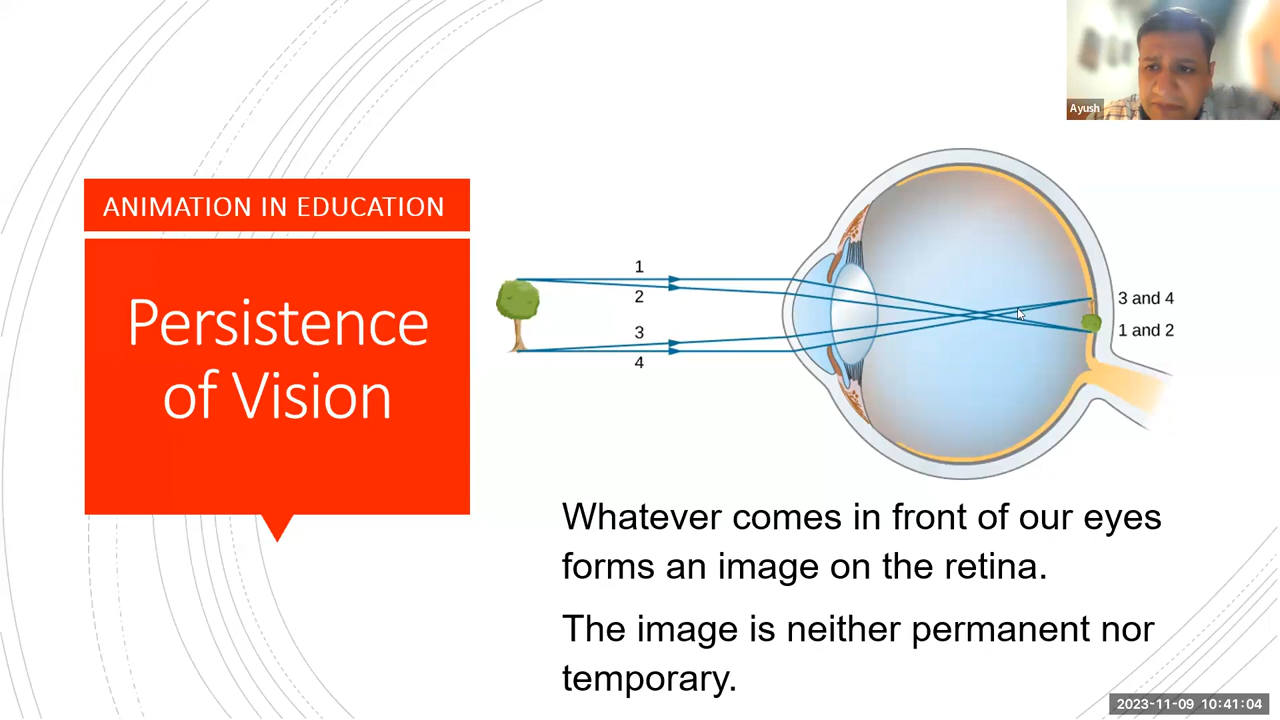 Ayush
ANIMATION IN EDUCATION
Persistence
of Vision
1
2
3
4
3 and 4
1 and 2
Whatever comes in front of our eyes
forms an image on the retina.
The image is neither permanent nor
temporary.
2023-11-09 10:41:04